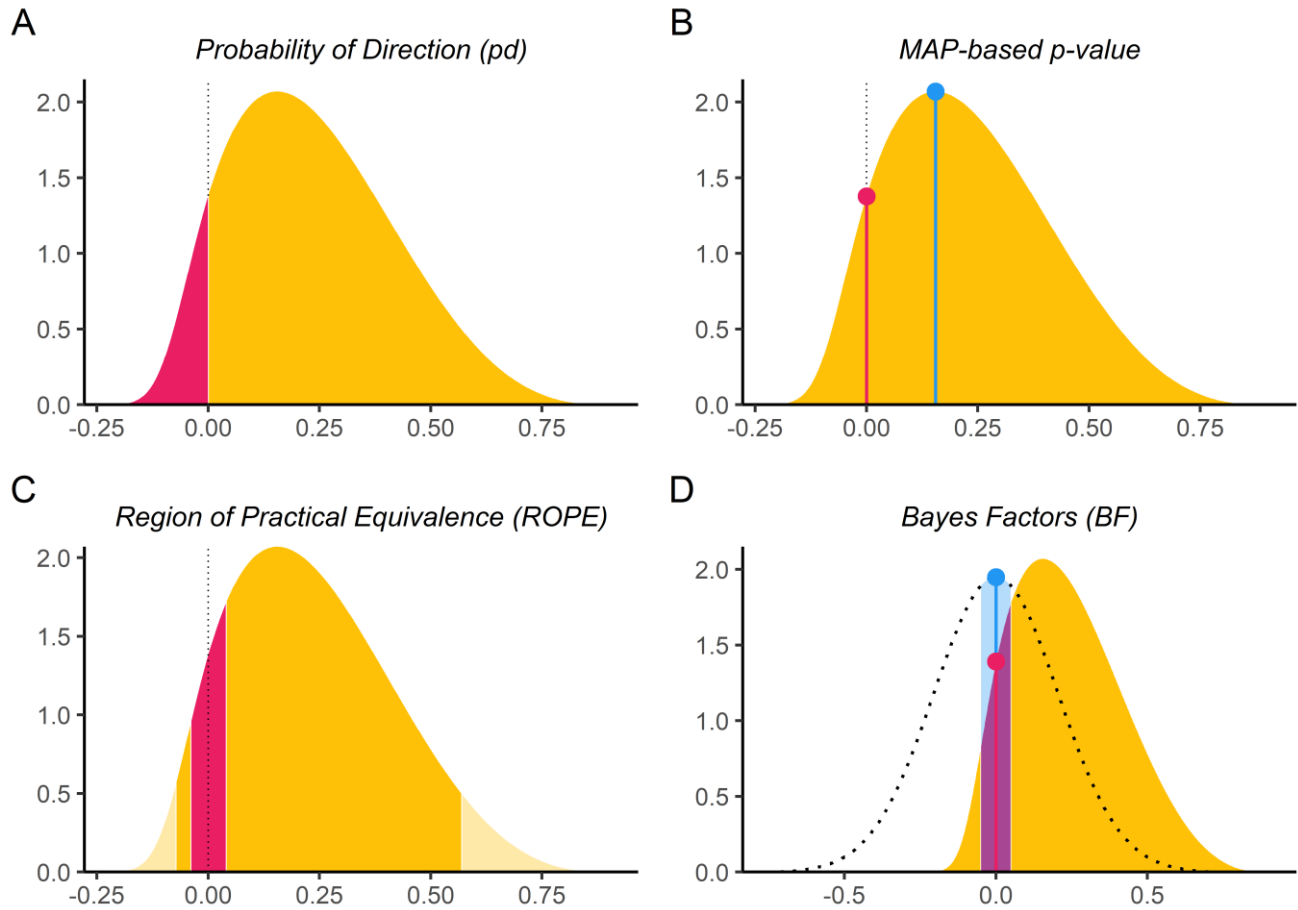 A
Probability of Direction (pd)
2.0
1.5
1.0
0.5
0.0
-0.25 0.00 0.25 0.50 0.75
B
MAP-based p-value
2.0
1.5
1.0
0.5
0.0
-0.25 0.00 0.25 0.50 0.75
C
Region of Practical Equivalence (ROPE)
2.0
1.5
1.0
0.5
0.0
-0.25 0.00 0.25 0.50 0.75
D
Bayes Factors (BF)
2.0
1.5
1.0
0.5
0.0
-0.5 0.0 0.5